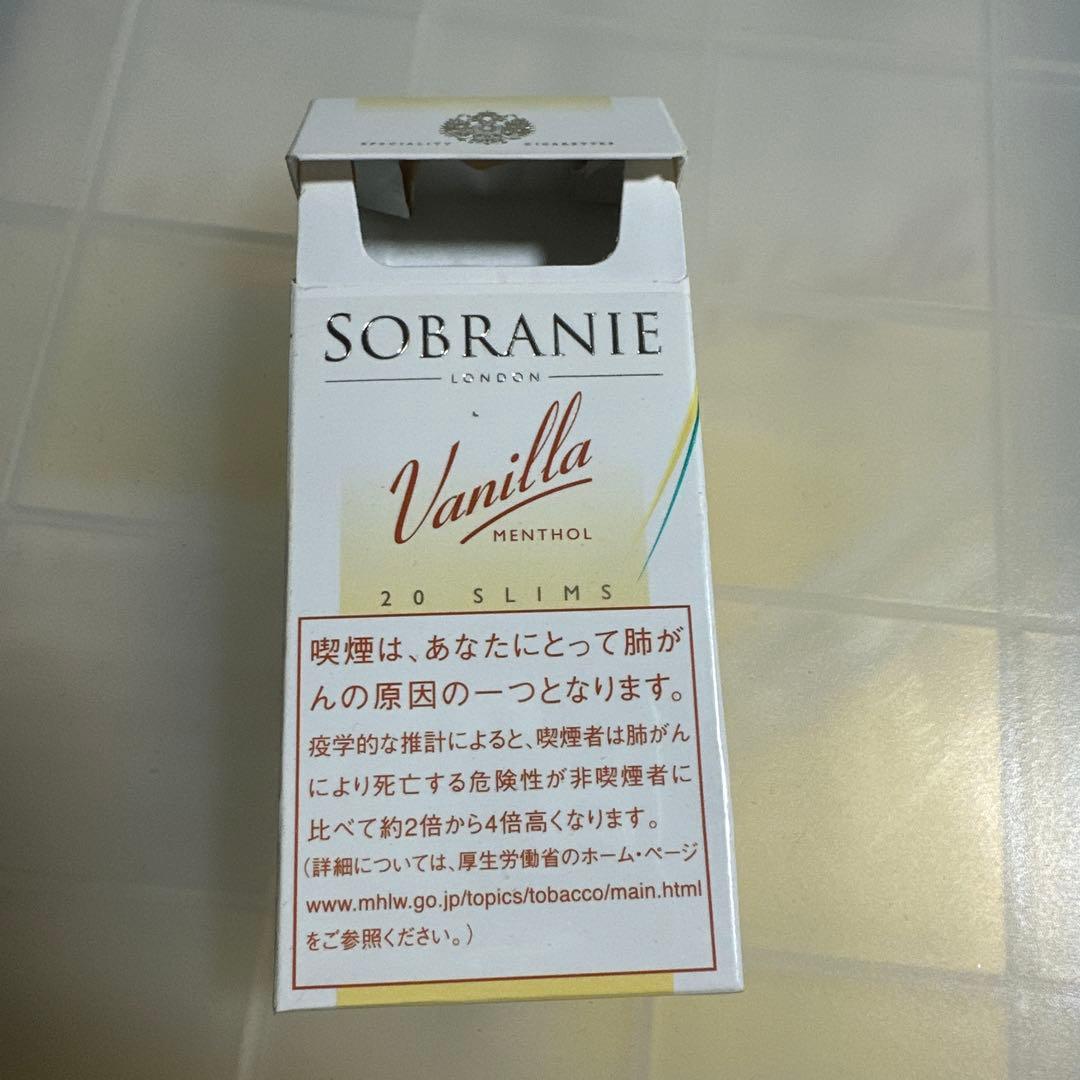 SPECIALITY CIGARETTES
SOBRANIE
LONDON
Vanilla
MENTHOL
20 SLIMS
喫煙は、あなたにとって肺が
んの原因の一つとなります。
疫学的な推計によると、喫煙者は肺がん
により死亡する危険性が非喫煙者に
比べて約2倍から4倍高くなります。
(詳細については、厚生労働省のホーム・ページ
www.mhlw.go.jp/topics/tobacco/main.html
をご参照ください。)